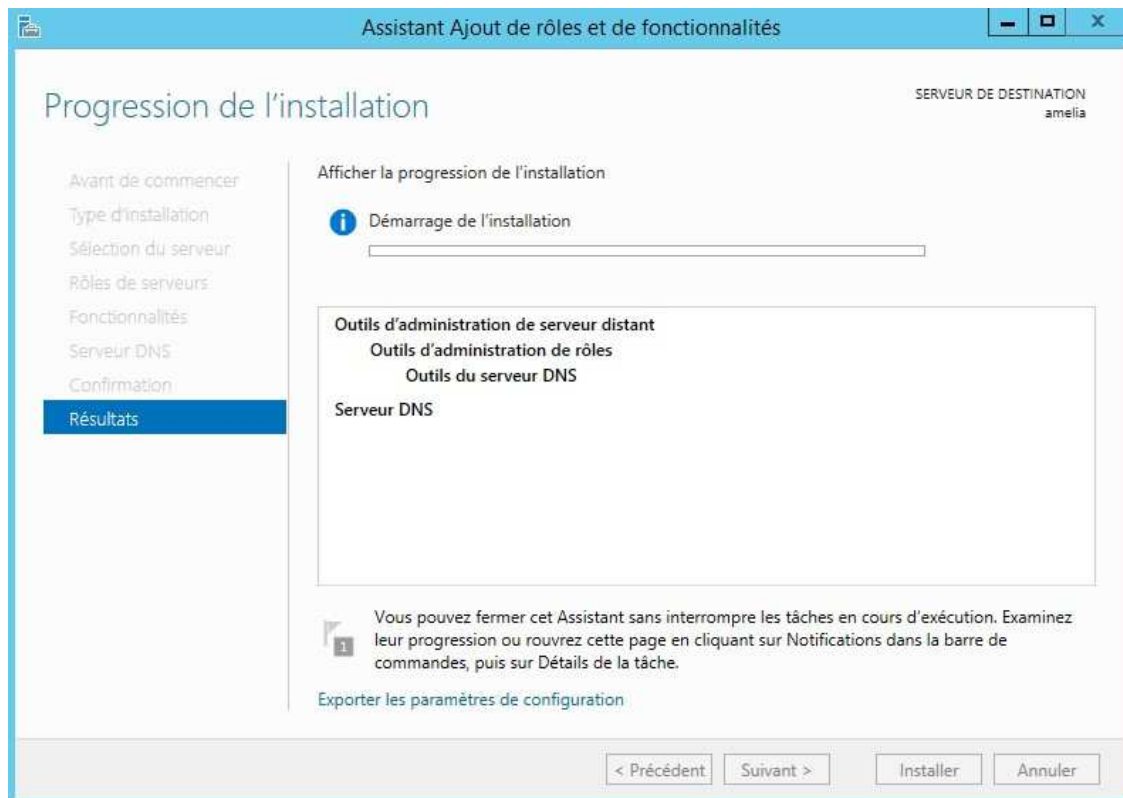 Assistant Ajout de rôles et de fonctionnalités
Progression de l'installation
SERVEUR DE DESTINATION
amelia
Avant de commencer
Type d'installation
Sélection du serveur
Rôles de serveurs
Fonctionnalités
Serveur DNS
Confirmation
Résultats
Afficher la progression de l'installation
Démarrage de l'installation
Outils d'administration de serveur distant
Outils d'administration de rôles
Outils du serveur DNS
Serveur DNS
1
Vous pouvez fermer cet Assistant sans interrompre les tâches en cours d'exécution. Examinez
leur progression ou rouvrez cette page en cliquant sur Notifications dans la barre de
commandes, puis sur Détails de la tâche.
Exporter les paramètres de configuration
< Précédent
Suivant >
Installer
Annuler